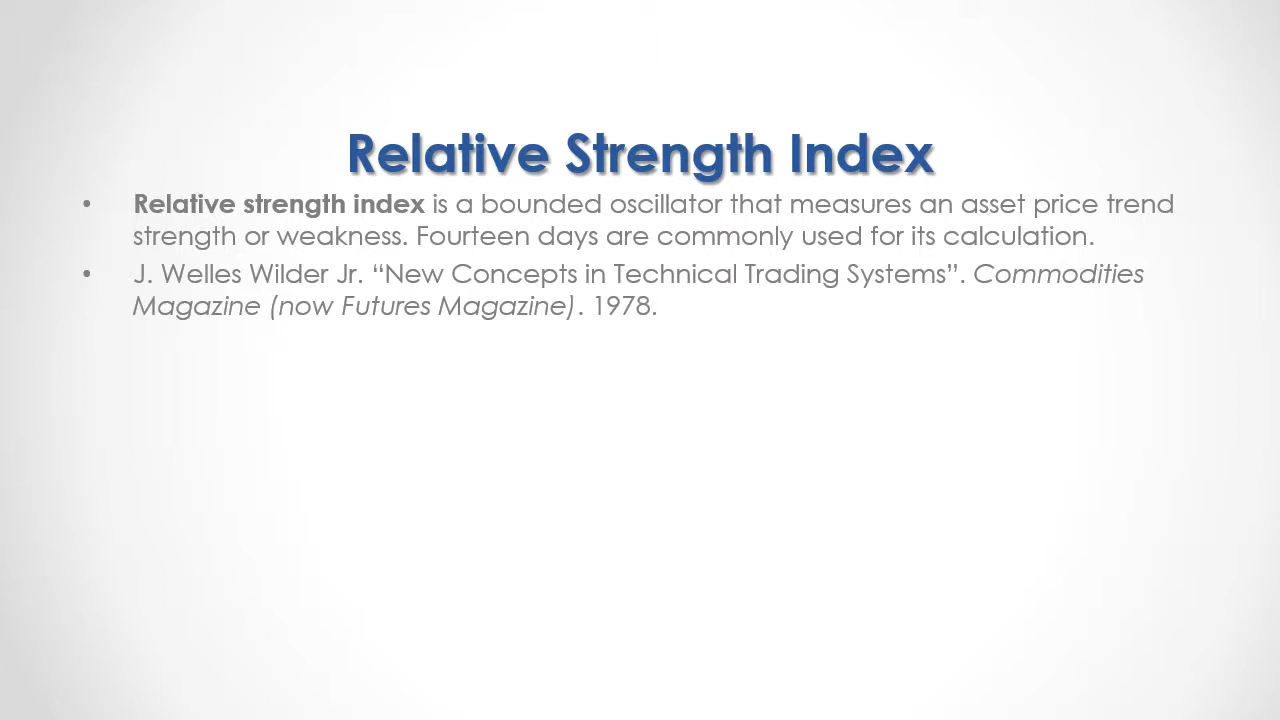 Relative Strength Index
• Relative strength index is a bounded oscillator that measures an asset price trend
strength or weakness. Fourteen days are commonly used for its calculation.
• J. Welles Wilder Jr. “New Concepts in Technical Trading Systems”. Commodities
Magazine (now Futures Magazine). 1978.